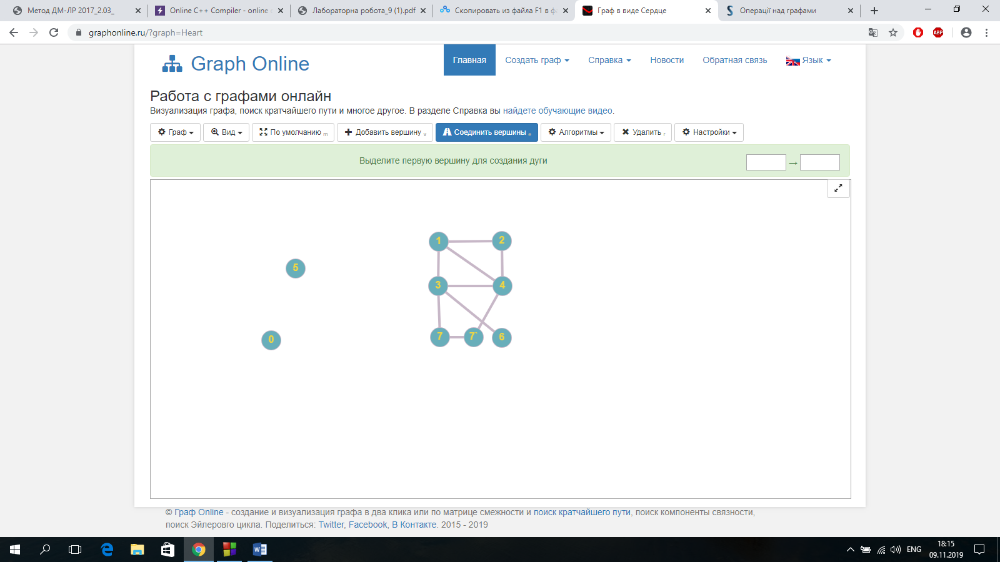 Метод ДМ-ЛР 2017_2.03_
Online C++ Compiler - online
Лабораторна робота_9 (1).pdf
Скопировать из файла F1 в
Граф в виде Сердце
Операції над графами
graphonline.ru/?graph=Heart
ABP
Graph Online
Главная
Создать граф
Справка
Новости
Обратная связь
Язык
Работа с графами онлайн
Визуализация графа, поиск кратчайшего пути и многое другое. В разделе Справка вы найдете обучающие видео.
Граф
Вид
По умолчанию m
Добавить вершину v
Соединить вершины e
Алгоритмы
Удалить r
Настройки
Выделите первую вершину для создания дуги
→
1
2
5
3
4
0
7
7`
6
© Граф Online - создание и визуализация графа в два клика или по матрице смежности и поиск кратчайшего пути, поиск компоненты связности,
поиск Эйлерового цикла. Поделиться: Twitter, Facebook, В Контакте. 2015 - 2019
ENG
18:15
09.11.2019